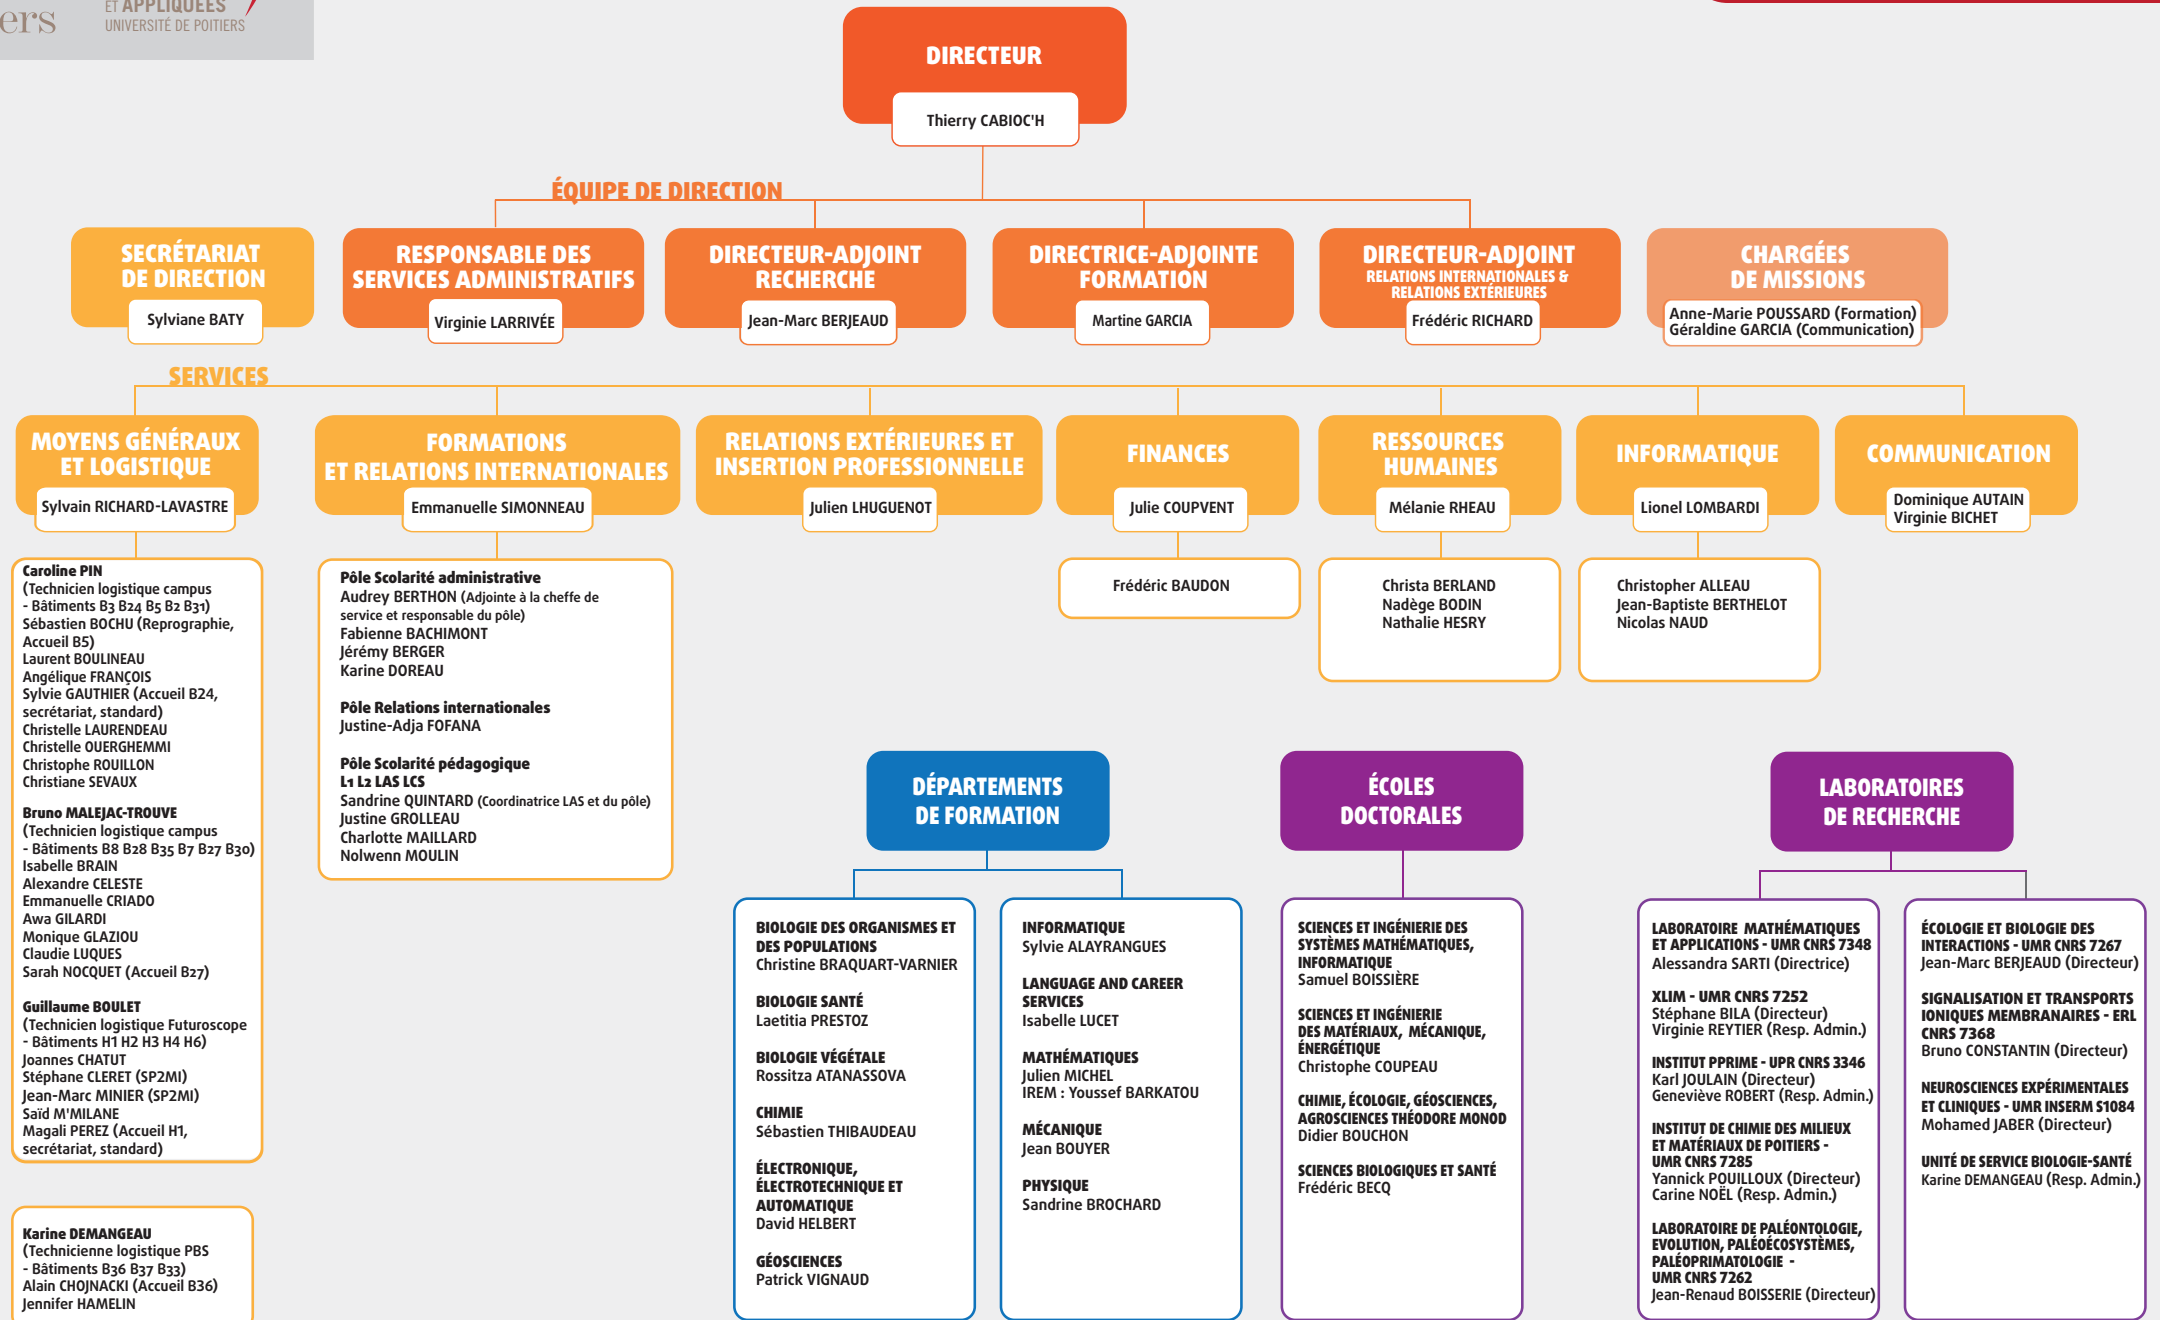 ers
ET APPLIQUÉES
UNIVERSITÉ DE POITIERS
DIRECTEUR
Thierry CABIOC'H
ÉQUIPE DE DIRECTION
SECRÉTARIAT
DE DIRECTION
Sylviane BATY
RESPONSABLE DES
SERVICES ADMINISTRATIFS
Virginie LARRIVÉE
DIRECTEUR-ADJOINT
RECHERCHE
Jean-Marc BERJEAUD
DIRECTRICE-ADJOINTE
FORMATION
Martine GARCIA
DIRECTEUR-ADJOINT
RELATIONS INTERNATIONALES &
RELATIONS EXTÉRIEURES
Frédéric RICHARD
CHARGÉES
DE MISSIONS
Anne-Marie POUSSARD (Formation)
Géraldine GARCIA (Communication)
SERVICES
MOYENS GÉNÉRAUX
ET LOGISTIQUE
Sylvain RICHARD-LAVASTRE
Caroline PIN
(Technicien logistique campus
- Bâtiments B3 B24 B5 B2 B31)
Sébastien BOCHU (Reprographie,
Accueil B5)
Laurent BOULINEAU
Angélique FRANÇOIS
Sylvie GAUTHIER (Accueil B24,
secrétariat, standard)
Christelle LAURENDEAU
Christelle OUERGHEMMI
Christophe ROUILLON
Christiane SEVAUX
Bruno MALEJAC-TROUVE
(Technicien logistique campus
- Bâtiments B8 B28 B35 B7 B27 B30)
Isabelle BRAIN
Alexandre CELESTE
Emmanuelle CRIADO
Awa GILARDI
Monique GLAZIOU
Claudie LUQUES
Sarah NOCQUET (Accueil B27)
Guillaume BOULET
(Technicien logistique Futuroscope
- Bâtiments H1 H2 H3 H4 H6)
Joannes CHATUT
Stéphane CLERET (SP2MI)
Jean-Marc MINIER (SP2MI)
Saïd M'MILANE
Magali PEREZ (Accueil H1,
secrétariat, standard)
Karine DEMANGEAU
(Technicienne logistique PBS
- Bâtiments B36 B37 B33)
Alain CHOJNACKI (Accueil B36)
Jennifer HAMELIN
FORMATIONS
ET RELATIONS INTERNATIONALES
Emmanuelle SIMONNEAU
Pôle Scolarité administrative
Audrey BERTHON (Adjointe à la cheffe de
service et responsable du pôle)
Fabienne BACHIMONT
Jérémy BERGER
Karine DOREAU
Pôle Relations internationales
Justine-Adja FOFANA
Pôle Scolarité pédagogique
L1 L2 LAS LCS
Sandrine QUINTARD (Coordinatrice LAS et du pôle)
Justine GROLLEAU
Charlotte MAILLARD
Nolwenn MOULIN
RELATIONS EXTÉRIEURES ET
INSERTION PROFESSIONNELLE
Julien LHUGUENOT
FINANCES
Julie COUPVENT
Frédéric BAUDON
RESSOURCES
HUMAINES
Mélanie RHEAU
Christa BERLAND
Nadège BODIN
Nathalie HESRY
INFORMATIQUE
Lionel LOMBARDI
Christopher ALLEAU
Jean-Baptiste BERTHELOT
Nicolas NAUD
COMMUNICATION
Dominique AUTAIN
Virginie BICHET
DÉPARTEMENTS
DE FORMATION
BIOLOGIE DES ORGANISMES ET
DES POPULATIONS
Christine BRAQUART-VARNIER
BIOLOGIE SANTÉ
Laetitia PRESTOZ
BIOLOGIE VÉGÉTALE
Rossitza ATANASSOVA
CHIMIE
Sébastien THIBAUDEAU
ÉLECTRONIQUE,
ÉLECTROTECHNIQUE ET
AUTOMATIQUE
David HELBERT
GÉOSCIENCES
Patrick VIGNAUD
INFORMATIQUE
Sylvie ALAYRANGUES
LANGUAGE AND CAREER
SERVICES
Isabelle LUCET
MATHÉMATIQUES
Julien MICHEL
IREM : Youssef BARKATOU
MÉCANIQUE
Jean BOUYER
PHYSIQUE
Sandrine BROCHARD
ÉCOLES
DOCTORALES
SCIENCES ET INGÉNIERIE DES
SYSTÈMES MATHÉMATIQUES,
INFORMATIQUE
Samuel BOISSIÈRE
SCIENCES ET INGÉNIERIE
DES MATÉRIAUX, MÉCANIQUE,
ÉNERGÉTIQUE
Christophe COUPEAU
CHIMIE, ÉCOLOGIE, GÉOSCIENCES,
AGROSCIENCES THÉODORE MONOD
Didier BOUCHON
SCIENCES BIOLOGIQUES ET SANTÉ
Frédéric BECQ
LABORATOIRES
DE RECHERCHE
LABORATOIRE MATHÉMATIQUES
ET APPLICATIONS - UMR CNRS 7348
Alessandra SARTI (Directrice)
XLIM - UMR CNRS 7252
Stéphane BILA (Directeur)
Virginie REYTIER (Resp. Admin.)
INSTITUT PPRIME - UPR CNRS 3346
Karl JOULAIN (Directeur)
Geneviève ROBERT (Resp. Admin.)
INSTITUT DE CHIMIE DES MILIEUX
ET MATÉRIAUX DE POITIERS -
UMR CNRS 7285
Yannick POUILLOUX (Directeur)
Carine NOËL (Resp. Admin.)
LABORATOIRE DE PALÉONTOLOGIE,
EVOLUTION, PALÉOÉCOSYSTÈMES,
PALÉOPRIMATOLOGIE -
UMR CNRS 7262
Jean-Renaud BOISSERIE (Directeur)
ÉCOLOGIE ET BIOLOGIE DES
INTERACTIONS - UMR CNRS 7267
Jean-Marc BERJEAUD (Directeur)
SIGNALISATION ET TRANSPORTS
IONIQUES MEMBRANAIRES - ERL
CNRS 7368
Bruno CONSTANTIN (Directeur)
NEUROSCIENCES EXPÉRIMENTALES
ET CLINIQUES - UMR INSERM S1084
Mohamed JABER (Directeur)
UNITÉ DE SERVICE BIOLOGIE-SANTÉ
Karine DEMANGEAU (Resp. Admin.)